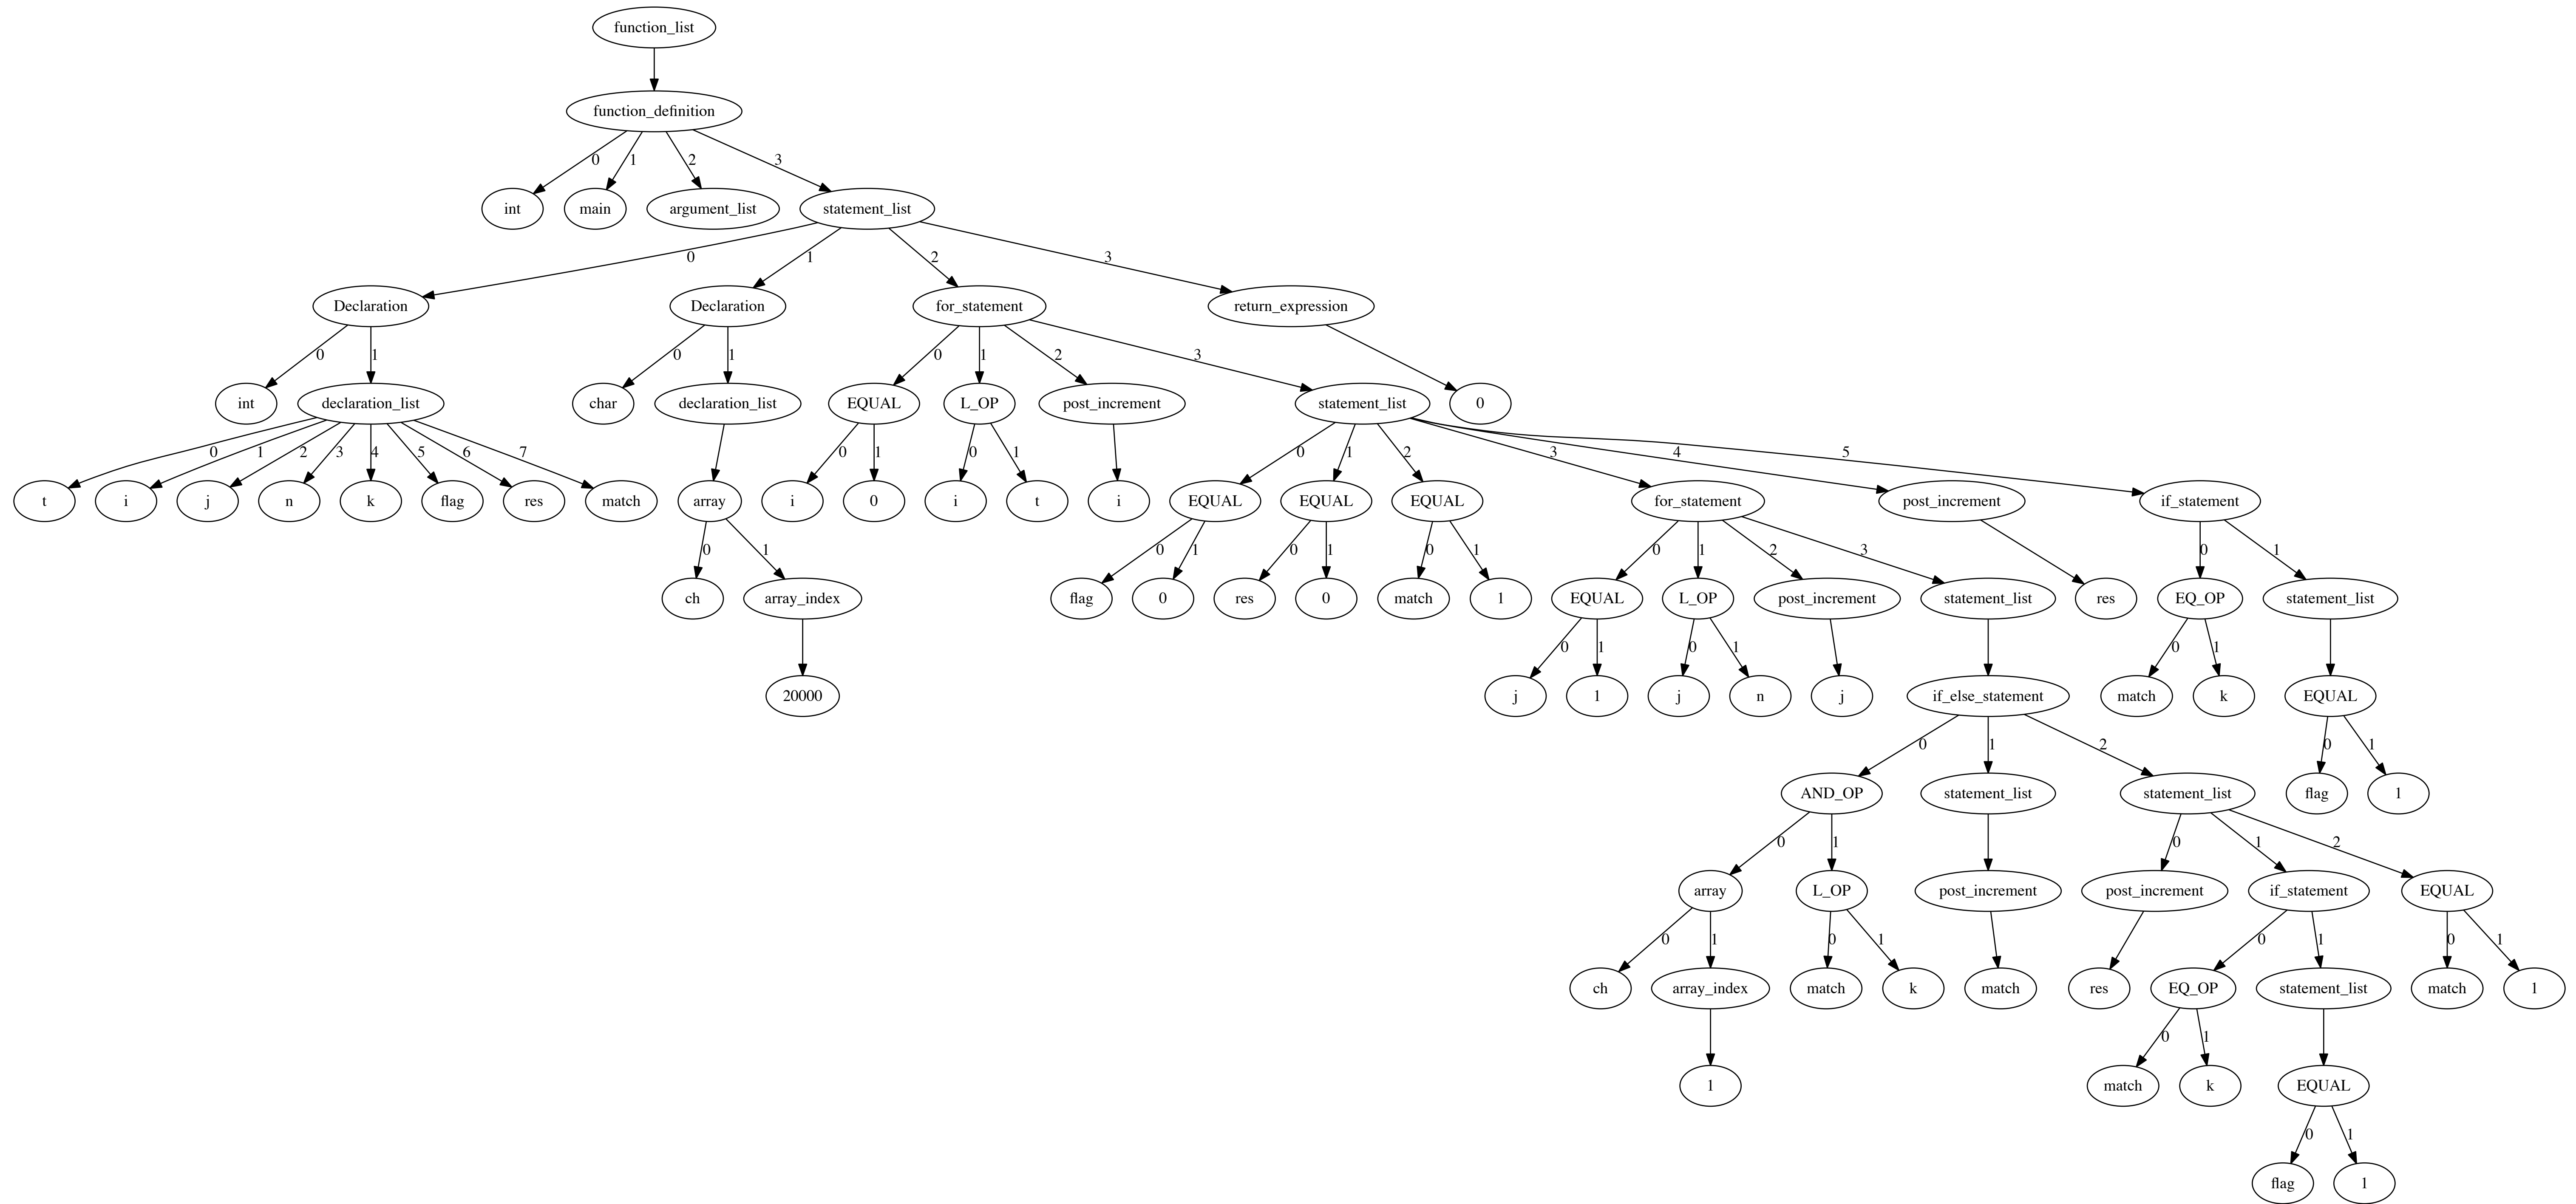 function_list
function_definition
0 1 2 3
int main argument_list statement_list
0 1 2 3
Declaration Declaration for_statement return_expression
0 1 0 1 0 1 2 3
int declaration_list char declaration_list EQUAL L_OP post_increment statement_list 0
0 1 2 3 4 5 6 7 0 1 0 1 0 1 2 3 4 5
t i j n k flag res match array i 0 i t i EQUAL EQUAL EQUAL for_statement post_increment if_statement
0 1 0 1 0 1 0 1 0 1 2 3 0 1
ch array_index flag 0 res 0 match 1 EQUAL L_OP post_increment statement_list res EQ_OP statement_list
0 1 0 1 0 1
20000 j 1 j n j if_else_statement match k EQUAL
0 1 2 0 1
AND_OP statement_list statement_list flag 1
0 1 0 1 2
array L_OP post_increment post_increment if_statement EQUAL
0 1 0 1 0 1 0 1
ch array_index match k match res EQ_OP statement_list match 1
0 1
1 match k EQUAL
0 1
flag 1